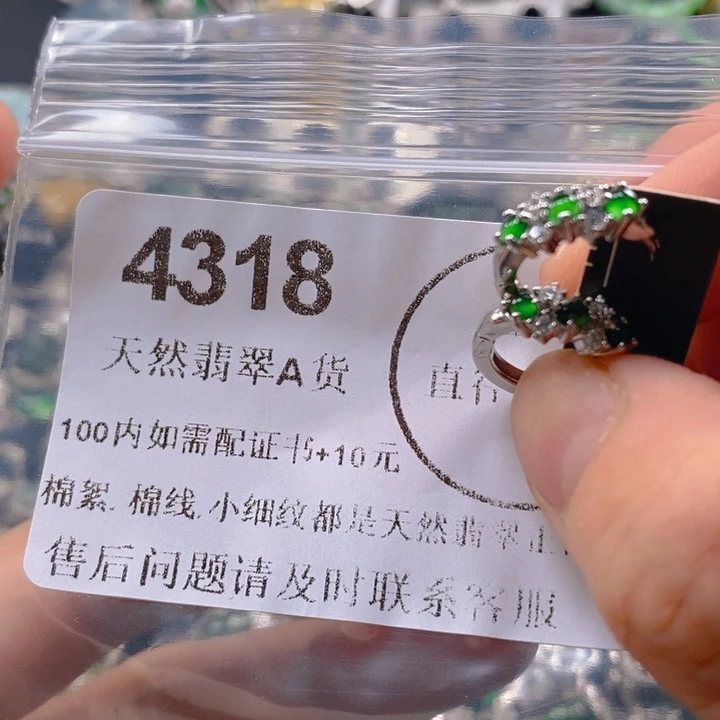 4318
天然翡翠A货
直
100内如需配证书+10元
棉絮. 棉线.小细纹都是天然翡翠正
售后问题请及时联系客服